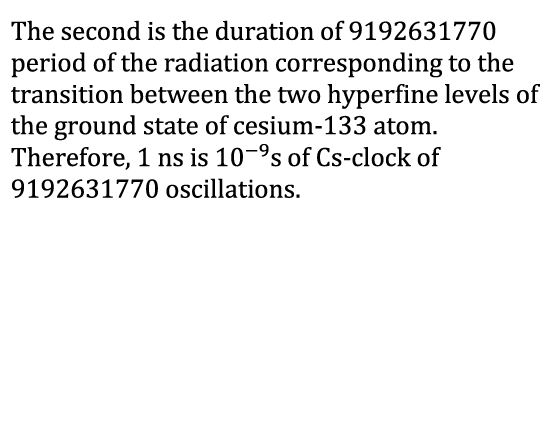 The second is the duration of 9192631770
period of the radiation corresponding to the
transition between the two hyperfine levels of
the ground state of cesium-133 atom.
Therefore, 1 ns is 10⁻⁹s of Cs-clock of
9192631770 oscillations.